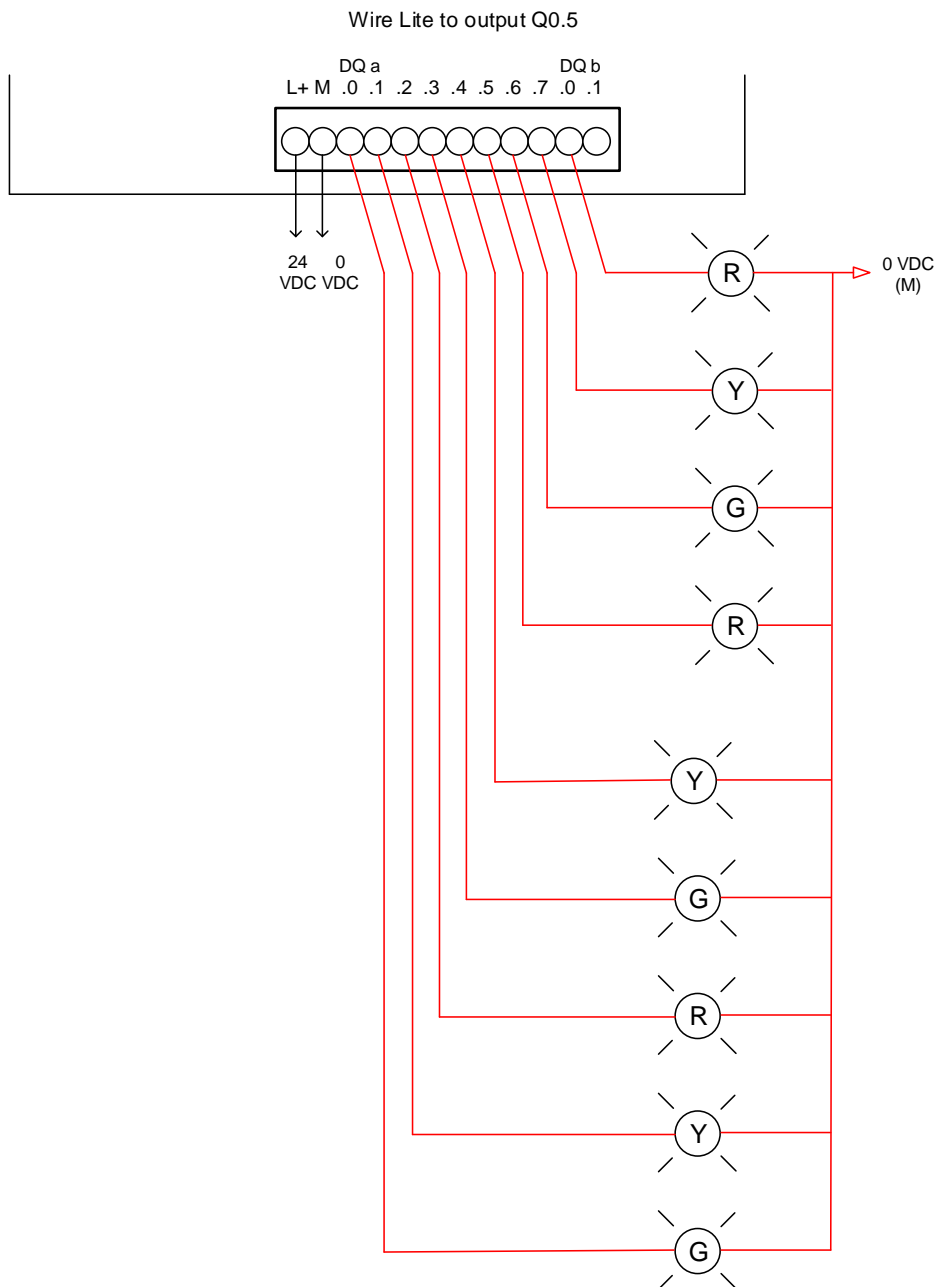 Wire Lite to output Q0.5
DQ a DQ b
L+ M .0 .1 .2 .3 .4 .5 .6 .7 .0 .1
24 0
VDC VDC
R
0 VDC
(M)
Y
G
R
Y
G
R
Y
G